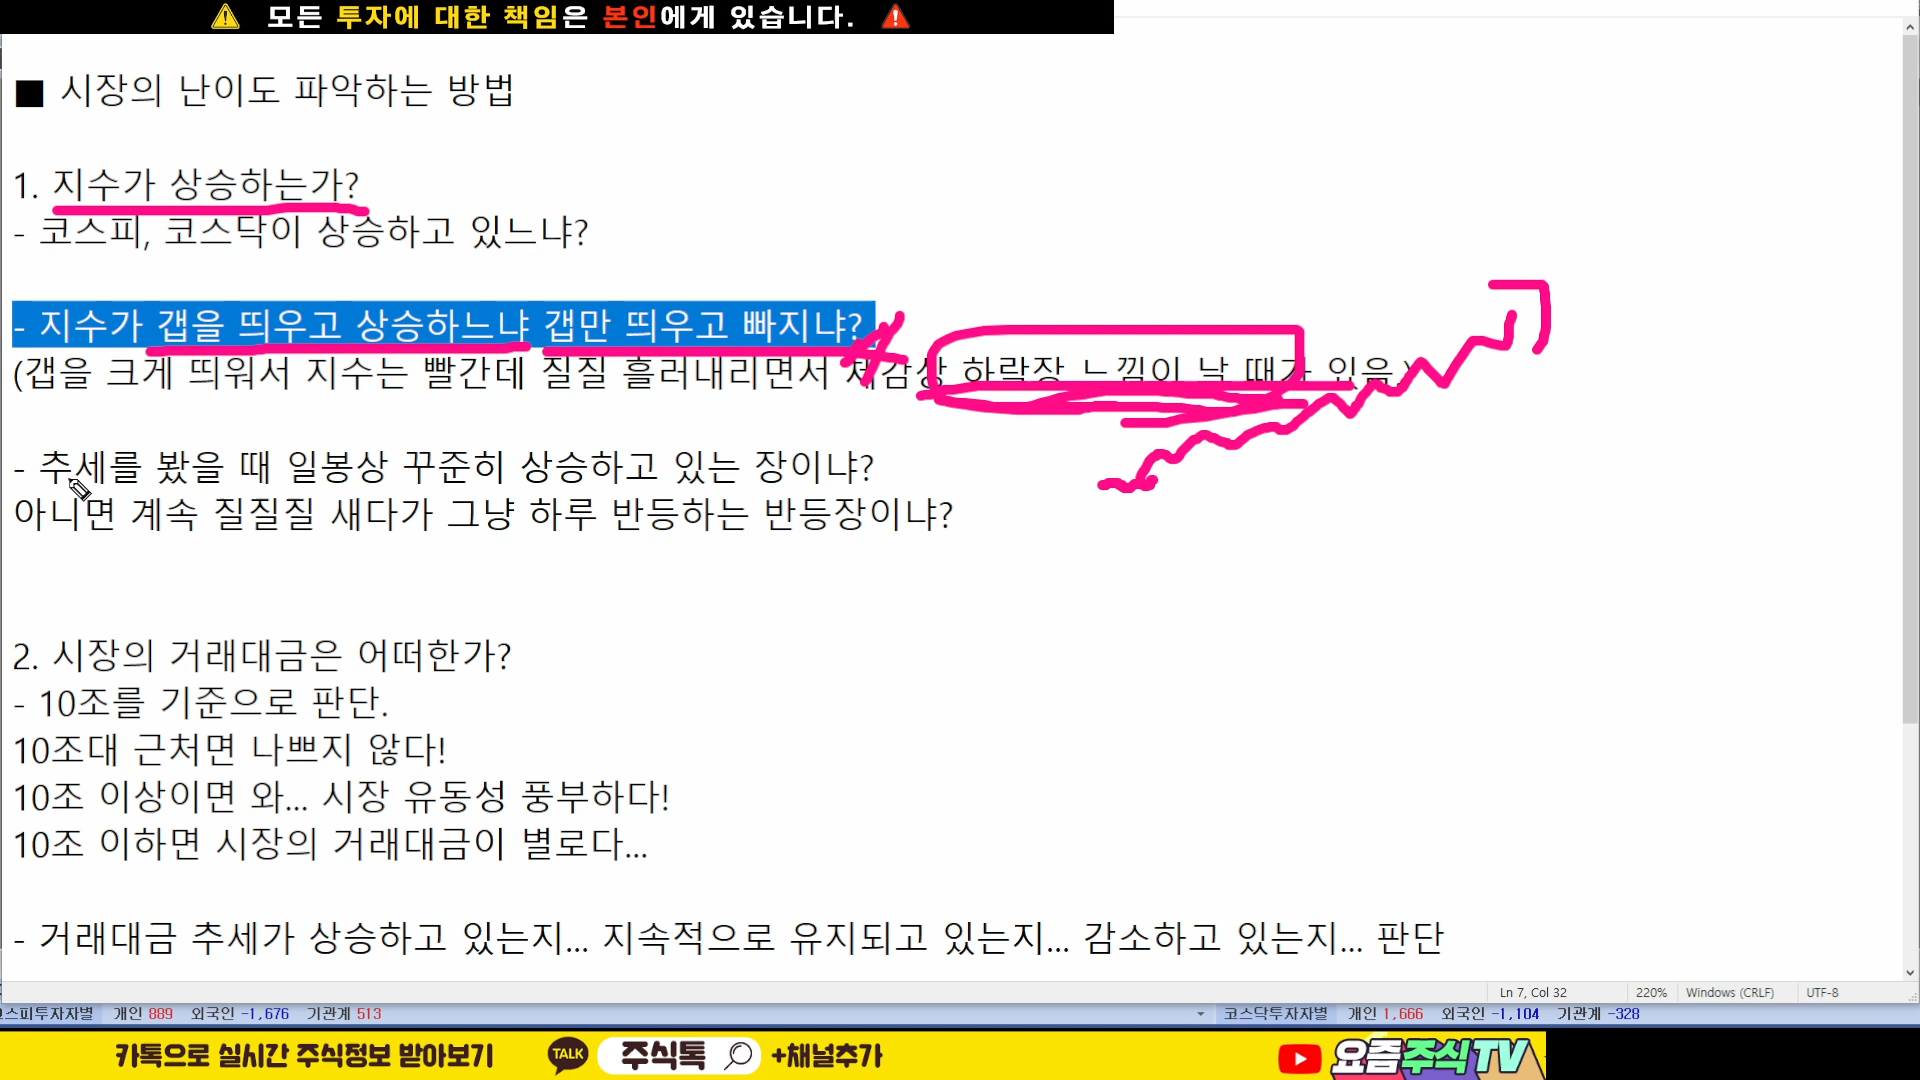 ⚠ 모든 투자에 대한 책임은 본인에게 있습니다. ⚠
■ 시장의 난이도 파악하는 방법
1. 지수가 상승하는가?
- 코스피, 코스닥이 상승하고 있느냐?
- 지수가 갭을 띄우고 상승하느냐 갭만 띄우고 빠지냐?
(갭을 크게 띄워서 지수는 빨간데 질질 흘러내리면서 체감상 하락장 느낌이 날 때가 있음.)
- 추세를 봤을 때 일봉상 꾸준히 상승하고 있는 장이냐?
아니면 계속 질질질 새다가 그냥 하루 반등하는 반등장이냐?
2. 시장의 거래대금은 어떠한가?
- 10조를 기준으로 판단.
10조대 근처면 나쁘지 않다!
10조 이상이면 와... 시장 유동성 풍부하다!
10조 이하면 시장의 거래대금이 별로다...
- 거래대금 추세가 상승하고 있는지... 지속적으로 유지되고 있는지... 감소하고 있는지... 판단
Ln 7, Col 32 220% Windows (CRLF) UTF-8
코스피투자자별 개인 889 외국인 -1,676 기관계 513 코스닥투자자별 개인 1,666 외국인 -1,104 기관계 -328
카톡으로 실시간 주식정보 받아보기 TALK 주식톡 +채널추가 요즘주식TV